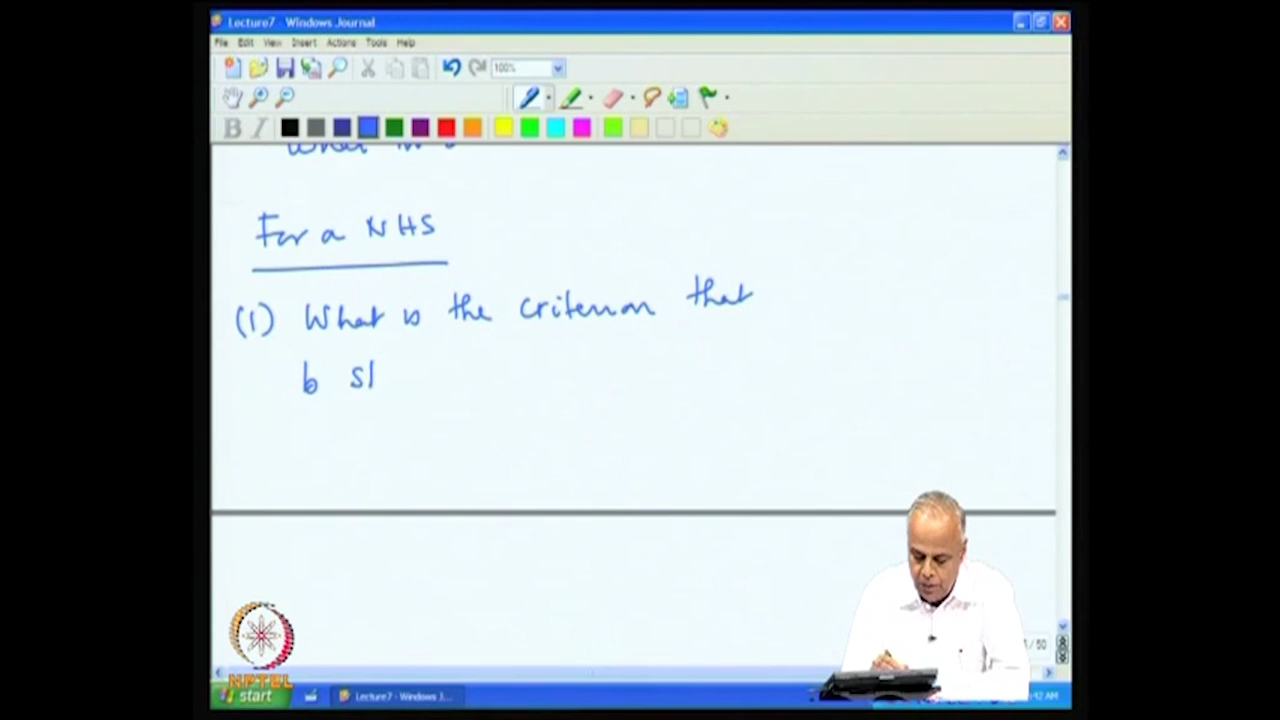 Lecture7 - Windows Journal
File Edit View Insert Actions Tools Help
100%
B I
For a NHS
(1) What is the criterion that
b sl
NPTEL
start
Lecture7 - Windows J...